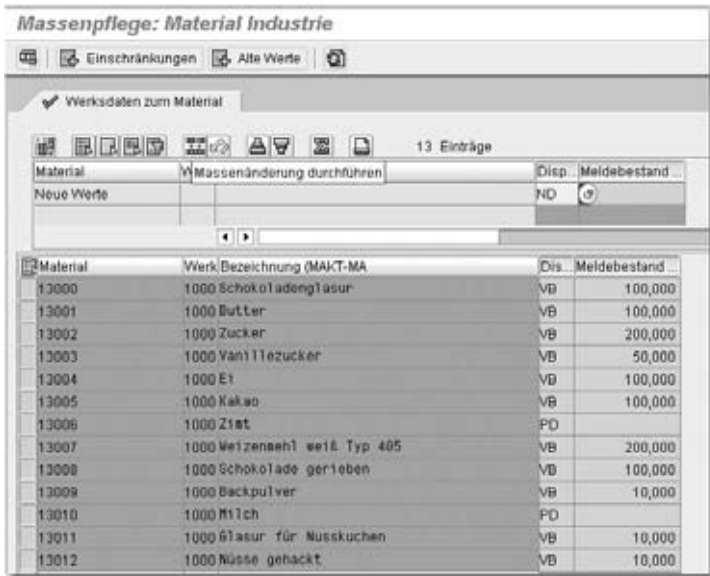 Massenpflege: Material Industrie
Einschränkungen Alte Werte
Werksdaten zum Material
13 Einträge
Material W Disp... Meldebestand ...
Massenänderung durchführen
Neue Werte ND
Material Werk Bezeichnung (MAKT-MA Dis... Meldebestand ...
13000 1000 Schokoladenglasur VB 100,000
13001 1000 Butter VB 100,000
13002 1000 Zucker VB 200,000
13003 1000 Vanillezucker VB 50,000
13004 1000 Ei VB 100,000
13005 1000 Kakao VB 100,000
13006 1000 Zimt PD
13007 1000 Weizenmehl weiß Typ 405 VB 200,000
13008 1000 Schokolade gerieben VB 100,000
13009 1000 Backpulver VB 10,000
13010 1000 Milch PD
13011 1000 Glasur für Nusskuchen VB 10,000
13012 1000 Nüsse gehackt VB 10,000